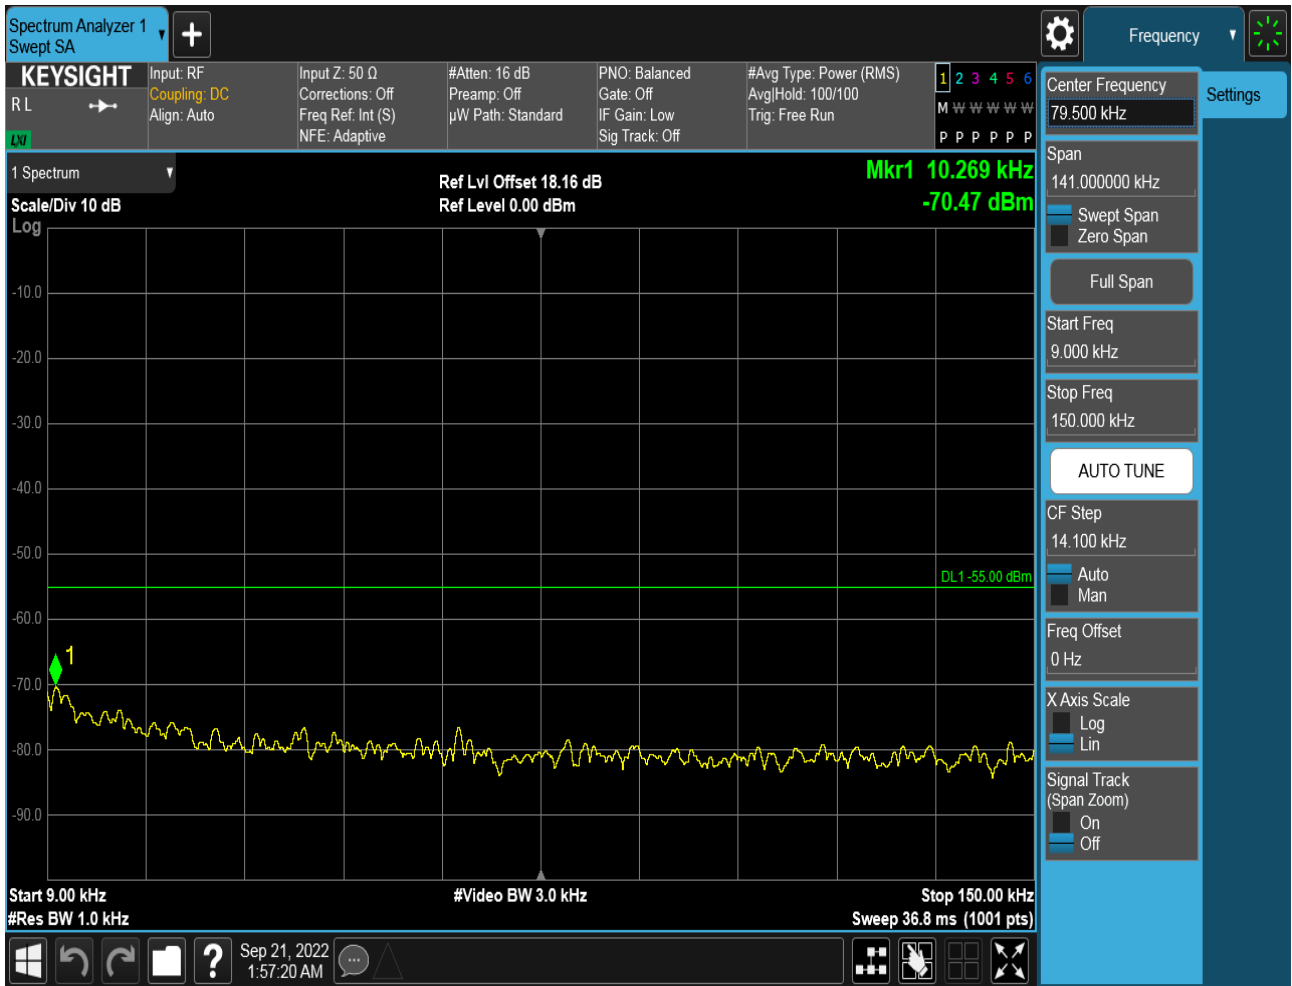 Spectrum Analyzer 1
Swept SA
Frequency
KEYSIGHT
R L
LXI
Input: RF
Coupling: DC
Align: Auto
Input Z: 50 Ω
Corrections: Off
Freq Ref: Int (S)
NFE: Adaptive
#Atten: 16 dB
Preamp: Off
µW Path: Standard
PNO: Balanced
Gate: Off
IF Gain: Low
Sig Track: Off
#Avg Type: Power (RMS)
Avg|Hold: 100/100
Trig: Free Run
1 2 3 4 5 6
M W W W W W
P P P P P P
1 Spectrum
Scale/Div 10 dB
Log
Ref Lvl Offset 18.16 dB
Ref Level 0.00 dBm
Mkr1 10.269 kHz
-70.47 dBm
-10.0
-20.0
-30.0
-40.0
-50.0
DL1 -55.00 dBm
-60.0
1
-70.0
-80.0
-90.0
Start 9.00 kHz
#Video BW 3.0 kHz
Stop 150.00 kHz
#Res BW 1.0 kHz
Sweep 36.8 ms (1001 pts)
Sep 21, 2022
1:57:20 AM
Center Frequency
79.500 kHz
Settings
Span
141.000000 kHz
Swept Span
Zero Span
Full Span
Start Freq
9.000 kHz
Stop Freq
150.000 kHz
AUTO TUNE
CF Step
14.100 kHz
Auto
Man
Freq Offset
0 Hz
X Axis Scale
Log
Lin
Signal Track
(Span Zoom)
On
Off